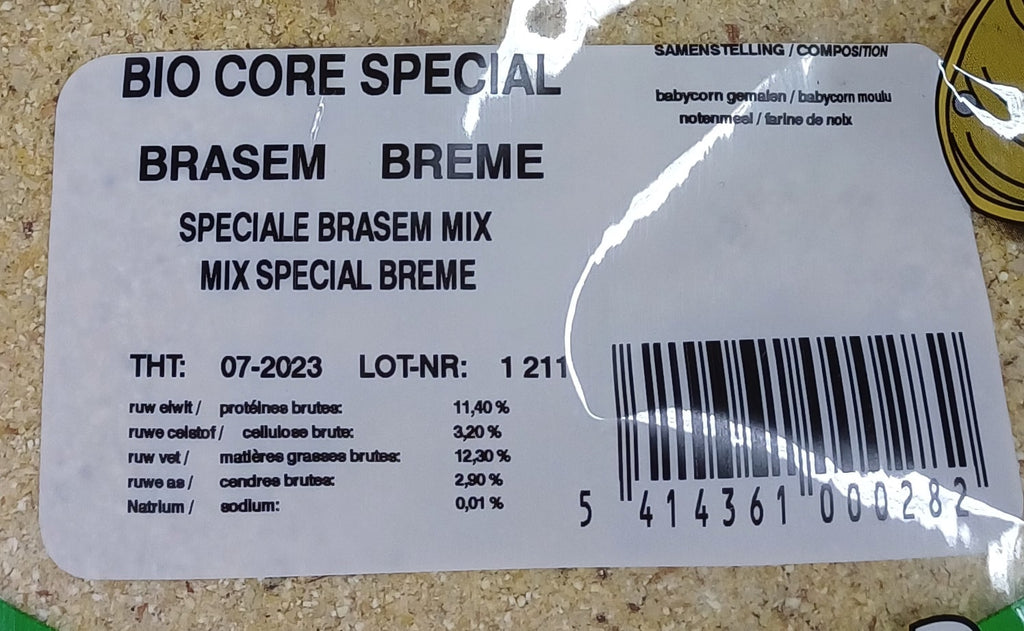 BIO CORE SPECIAL
BRASEM BREME
SPECIALE BRASEM MIX
MIX SPECIAL BREME
THT: 07-2023 LOT-NR: 1 211
ruw eiwit / protéines brutes: 11,40 %
ruwe celstof / cellulose brute: 3,20 %
ruw vet / matières grasses brutes: 12,30 %
ruwe as / cendres brutes: 2,90 %
Natrium / sodium: 0,01 %
SAMENSTELLING / COMPOSITION
babycorn gemalen / babycorn moulu
notenmeel / farine de noix
5 414361 000282